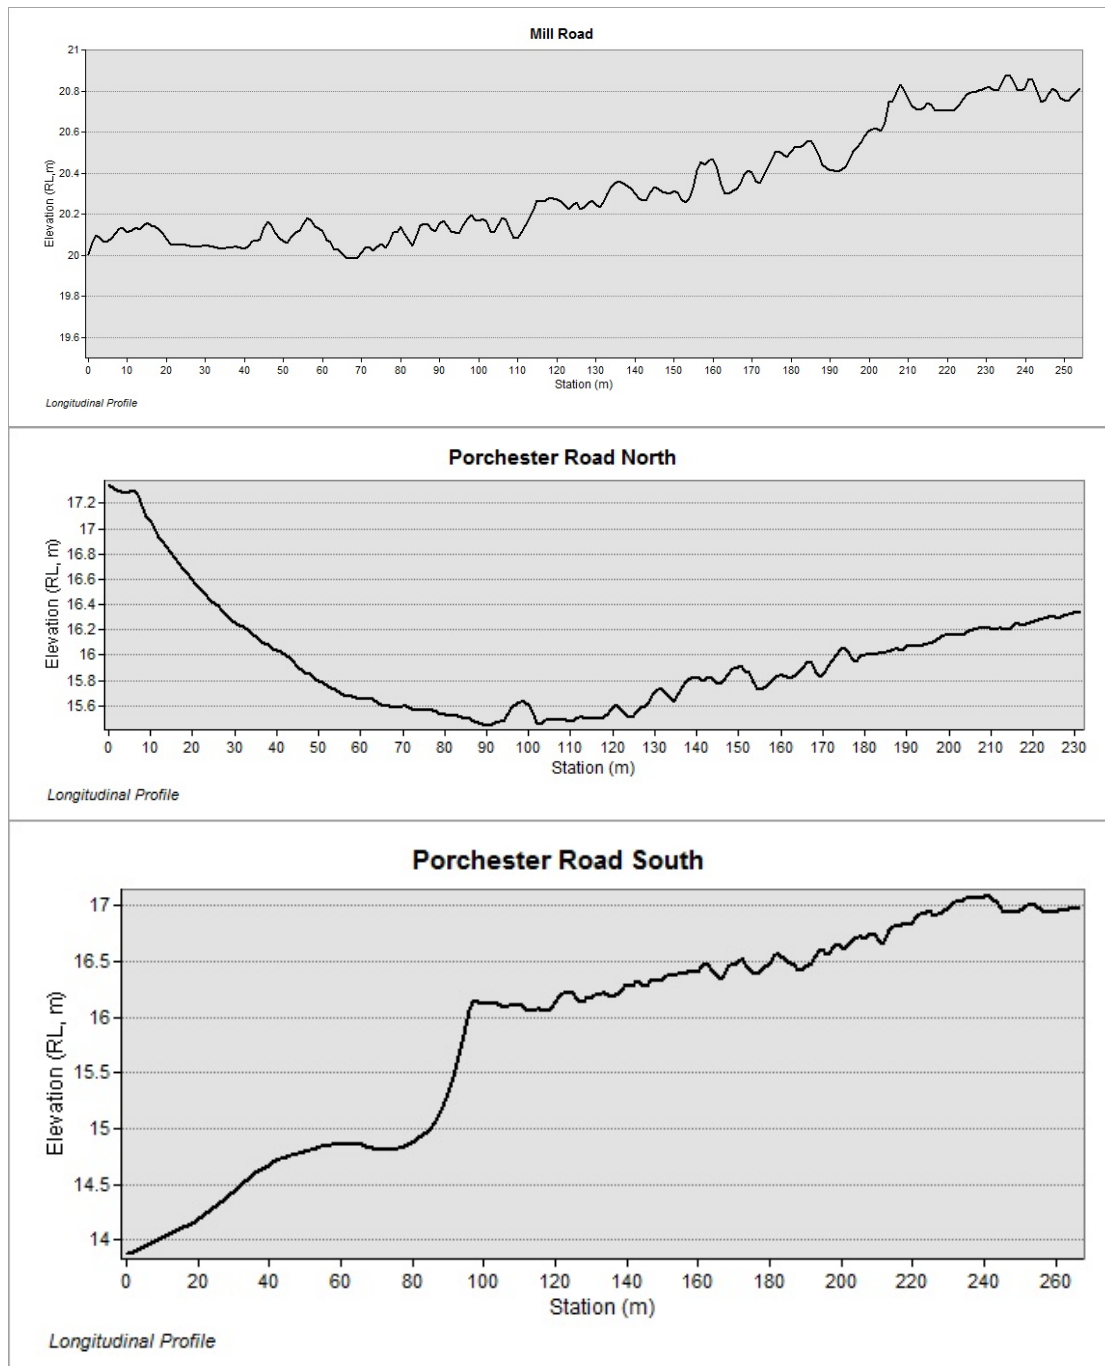 Mill Road
21
20.8
20.6
20.4
20.2
20
19.8
19.6
Elevation (RL,m)
0 10 20 30 40 50 60 70 80 90 100 110 120 130 140 150 160 170 180 190 200 210 220 230 240 250
Station (m)
Longitudinal Profile
Porchester Road North
17.2
17
16.8
16.6
16.4
16.2
16
15.8
15.6
Elevation (RL, m)
0 10 20 30 40 50 60 70 80 90 100 110 120 130 140 150 160 170 180 190 200 210 220 230
Station (m)
Longitudinal Profile
Porchester Road South
17
16.5
16
15.5
15
14.5
14
Elevation (RL, m)
0 20 40 60 80 100 120 140 160 180 200 220 240 260
Station (m)
Longitudinal Profile